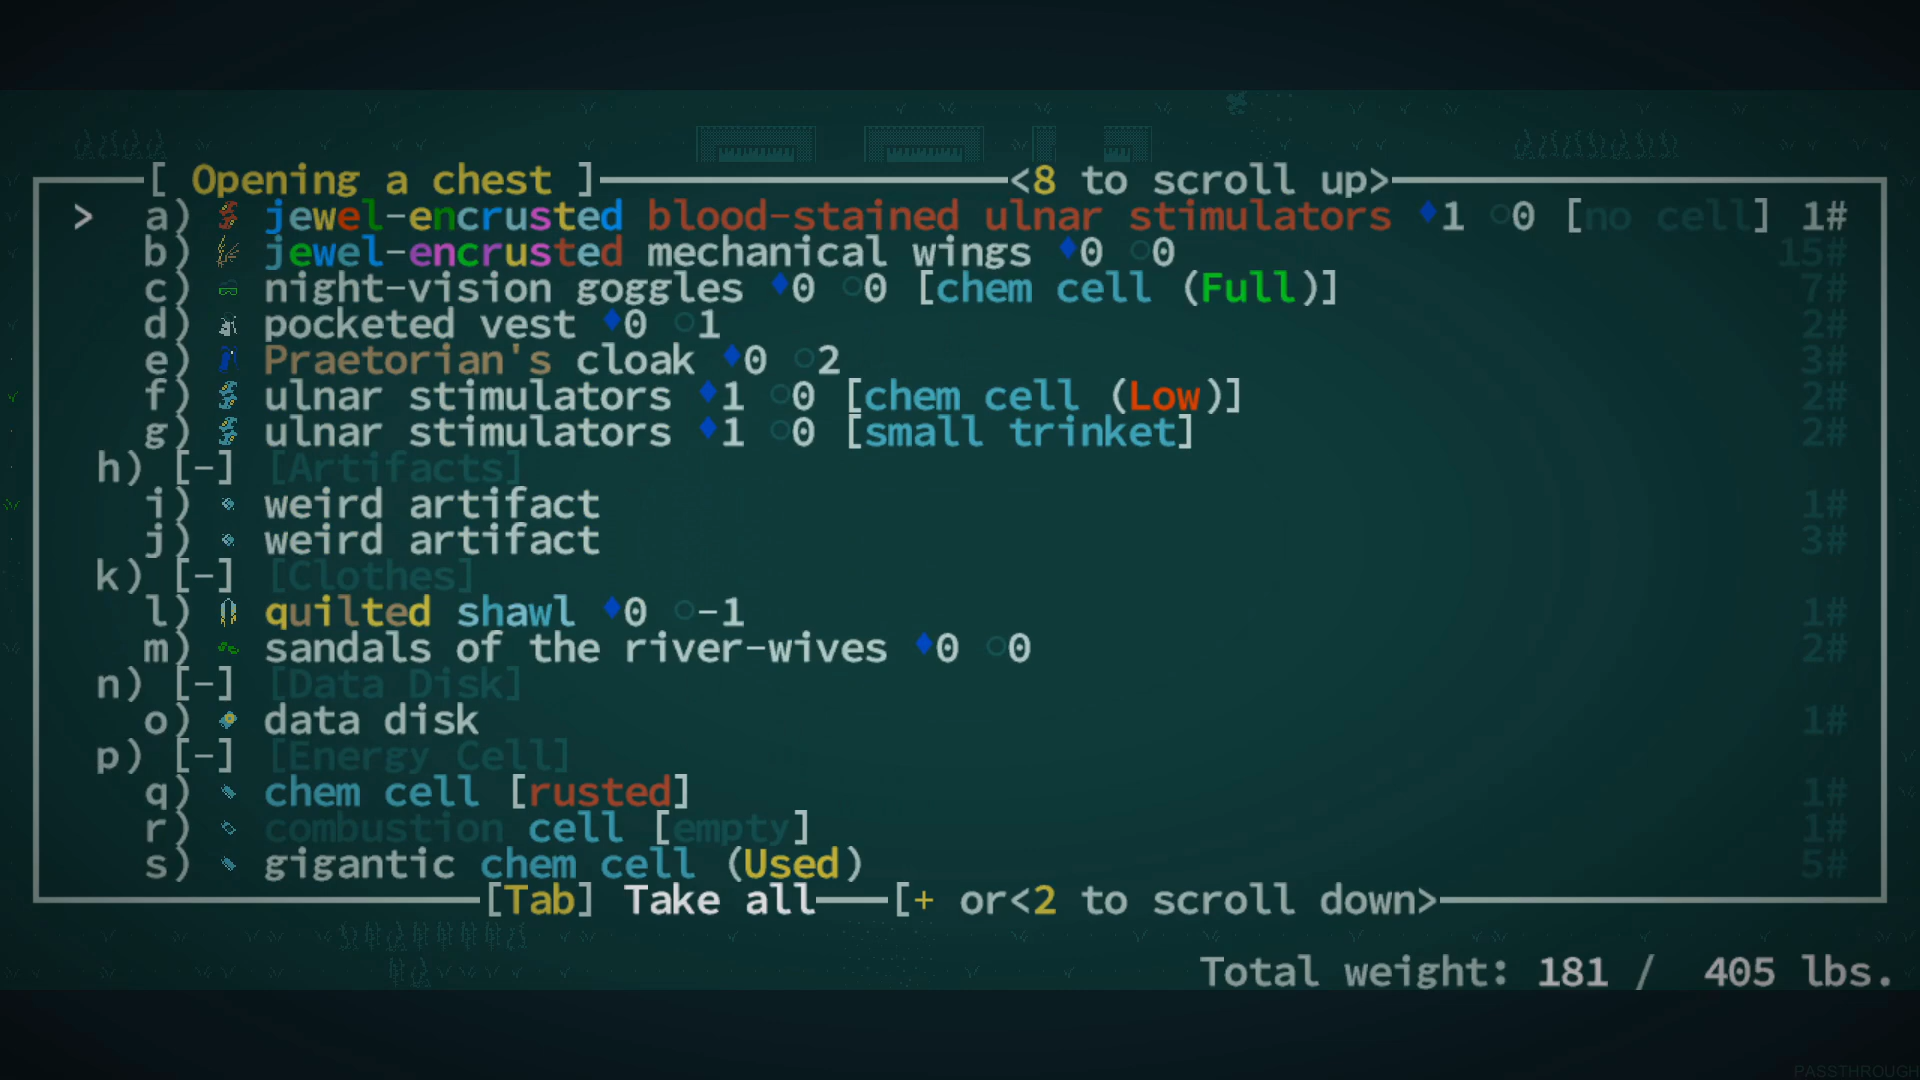 [ Opening a chest ] <8 to scroll up>
> a) jewel-encrusted blood-stained ulnar stimulators ♦1 ○0 [no cell] 1#
b) jewel-encrusted mechanical wings ♦0 ○0 15#
c) night-vision goggles ♦0 ○0 [chem cell (Full)] 7#
d) pocketed vest ♦0 ○1 2#
e) Praetorian's cloak ♦0 ○2 3#
f) ulnar stimulators ♦1 ○0 [chem cell (Low)] 2#
g) ulnar stimulators ♦1 ○0 [small trinket] 2#
h) [-] [Artifacts]
i) weird artifact 1#
j) weird artifact 3#
k) [-] [Clothes]
l) quilted shawl ♦0 ○-1 1#
m) sandals of the river-wives ♦0 ○0 2#
n) [-] [Data Disk]
o) data disk 1#
p) [-] [Energy Cell]
q) chem cell [rusted] 1#
r) combustion cell [empty] 1#
s) gigantic chem cell (Used) 5#
[Tab] Take all [+ or<2 to scroll down>
Total weight: 181 / 405 lbs.
PASSTHROUGH